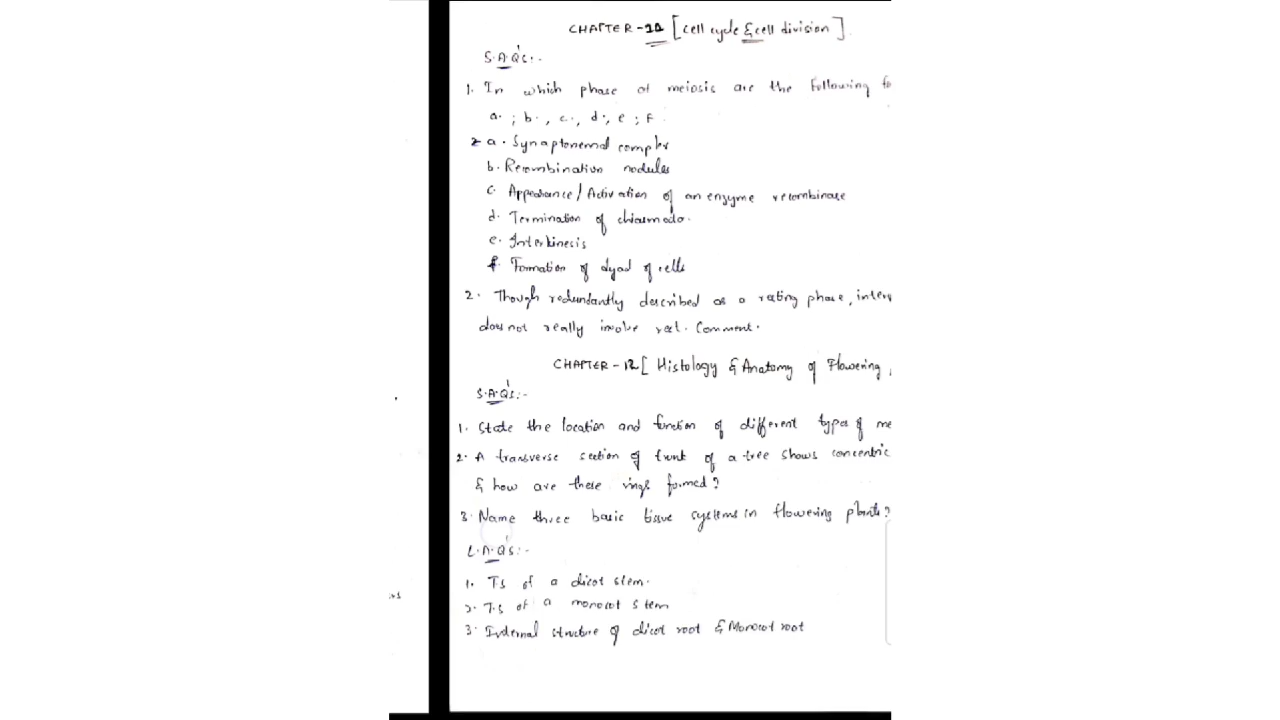 CHAPTER - [cell cycle & cell division]
S.A.Q's:-
1. In which phase of meiosis are the following
a. ; b. , c., d., e ; f
a. Synaptonemal complex
b. Recombination nodules
c. Appearance/Activation of an enzyme recombinase
d. Termination of chiasmada.
e. Interkinesis
f. Formation of dyad of cells
2. Though redundantly described as a resting phase,
does not really involve rest. Comment.
CHAPTER - 12 [Histology & Anatomy of Flowering
S.A.Q's:-
1. State the location and function of different types of me
2. A transverse section of trunk of a tree shows concentric
& how are these rings formed?
3. Name three basic tissue systems in flowering plants?
L.A.Q's:-
1. T.S of a dicot stem.
2. T.S of a monocot stem
3. Internal structure of dicot root & Monocot root